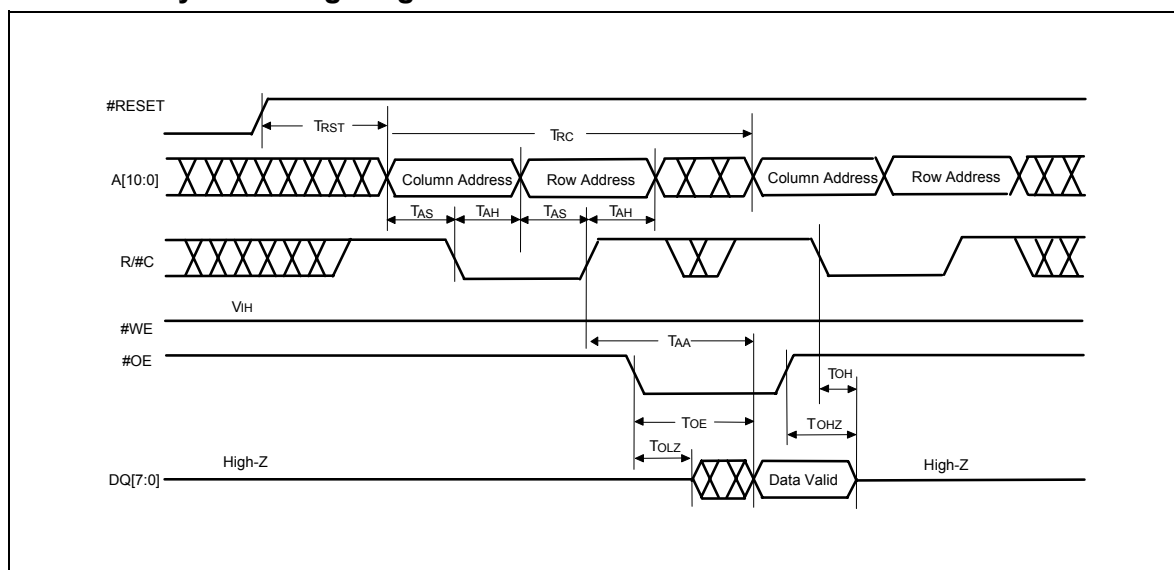 #RESET
TRST
TRC
A[10:0]
Column Address
Row Address
Column Address
Row Address
TAS
TAH
TAS
TAH
R/#C
VIH
#WE
TAA
#OE
TOH
TOE
TOHZ
TOLZ
High-Z
High-Z
DQ[7:0]
Data Valid